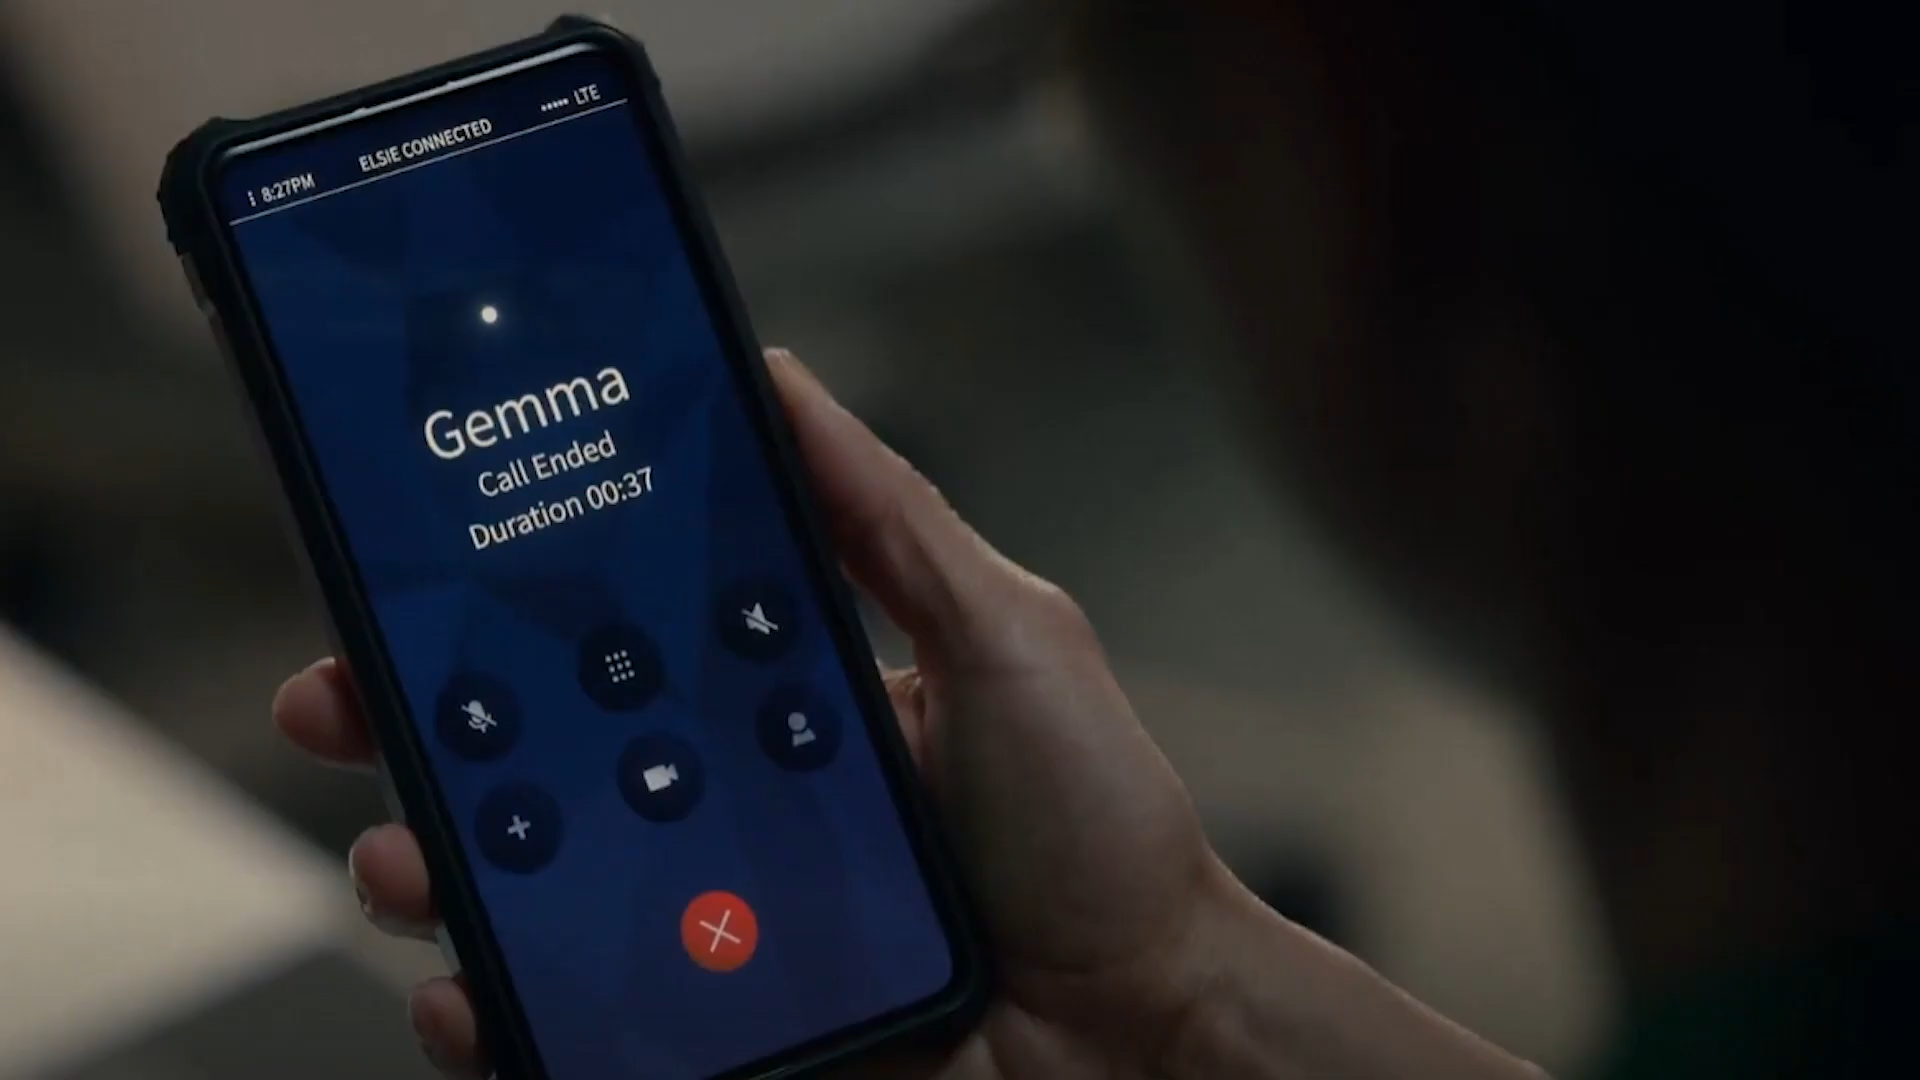 8:27PM ELSIE CONNECTED ..... LTE
Gemma
Call Ended
Duration 00:37